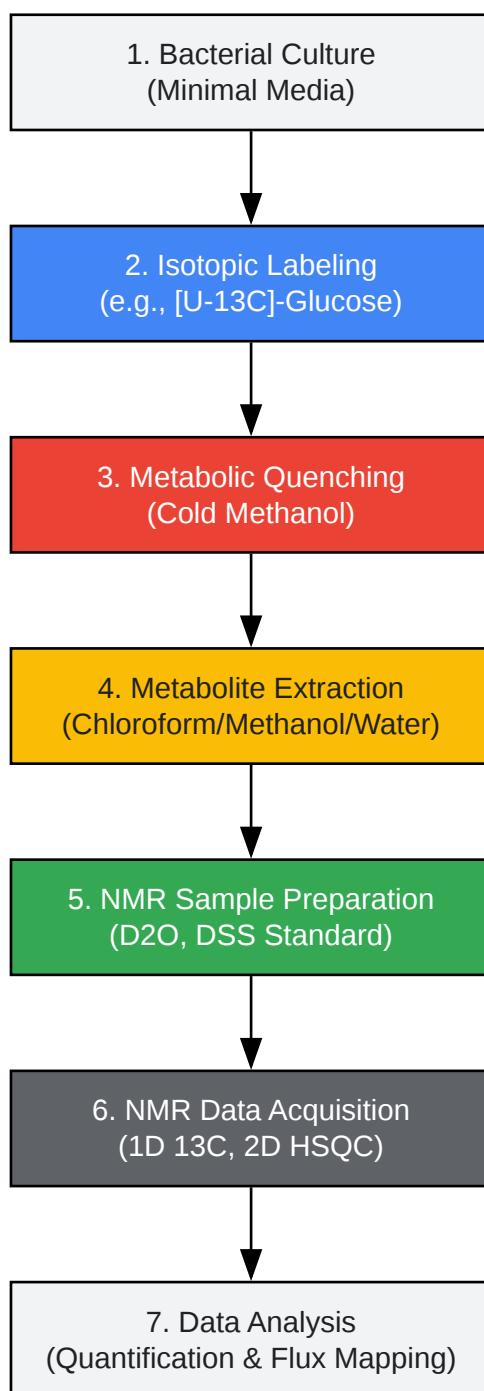 1. Bacterial Culture
(Minimal Media)
2. Isotopic Labeling
(e.g., [U-13C]-Glucose)
3. Metabolic Quenching
(Cold Methanol)
4. Metabolite Extraction
(Chloroform/Methanol/Water)
5. NMR Sample Preparation
(D2O, DSS Standard)
6. NMR Data Acquisition
(1D 13C, 2D HSQC)
7. Data Analysis
(Quantification & Flux Mapping)